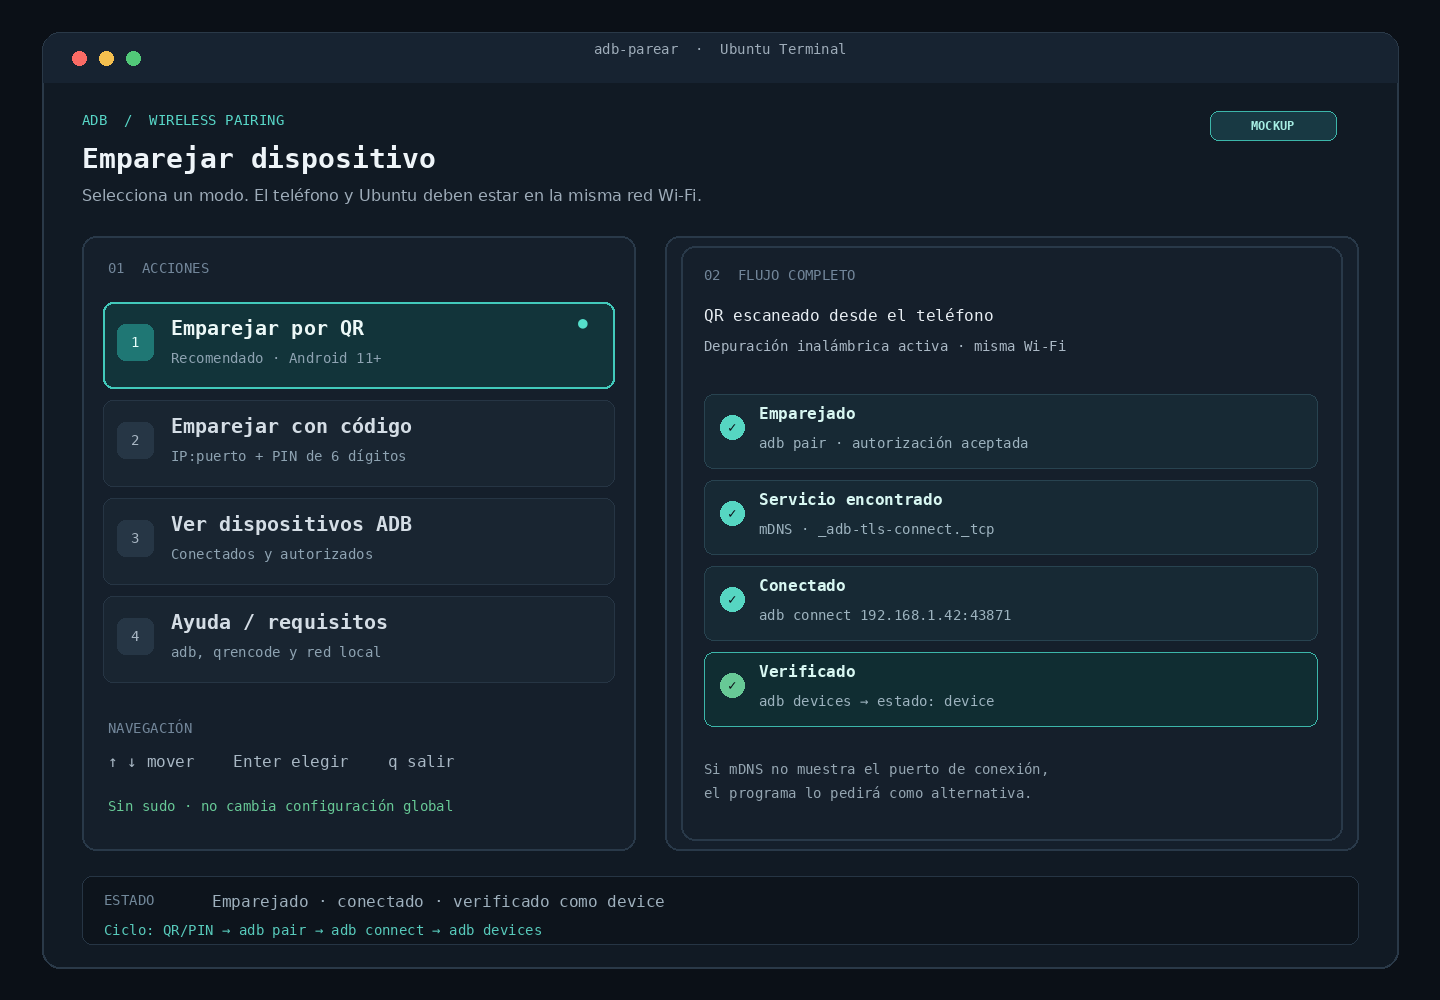 adb-parear · Ubuntu Terminal
ADB / WIRELESS PAIRING
MOCKUP
Emparejar dispositivo
Selecciona un modo. El teléfono y Ubuntu deben estar en la misma red Wi-Fi.
01 ACCIONES
1
Emparejar por QR
Recomendado · Android 11+
2
Emparejar con código
IP:puerto + PIN de 6 dígitos
3
Ver dispositivos ADB
Conectados y autorizados
4
Ayuda / requisitos
adb, qrencode y red local
NAVEGACIÓN
↑ ↓ mover Enter elegir q salir
Sin sudo · no cambia configuración global
02 FLUJO COMPLETO
QR escaneado desde el teléfono
Depuración inalámbrica activa · misma Wi-Fi
✓ Emparejado
adb pair · autorización aceptada
✓ Servicio encontrado
mDNS · _adb-tls-connect._tcp
✓ Conectado
adb connect 192.168.1.42:43871
✓ Verificado
adb devices → estado: device
Si mDNS no muestra el puerto de conexión,
el programa lo pedirá como alternativa.
ESTADO Emparejado · conectado · verificado como device
Ciclo: QR/PIN → adb pair → adb connect → adb devices